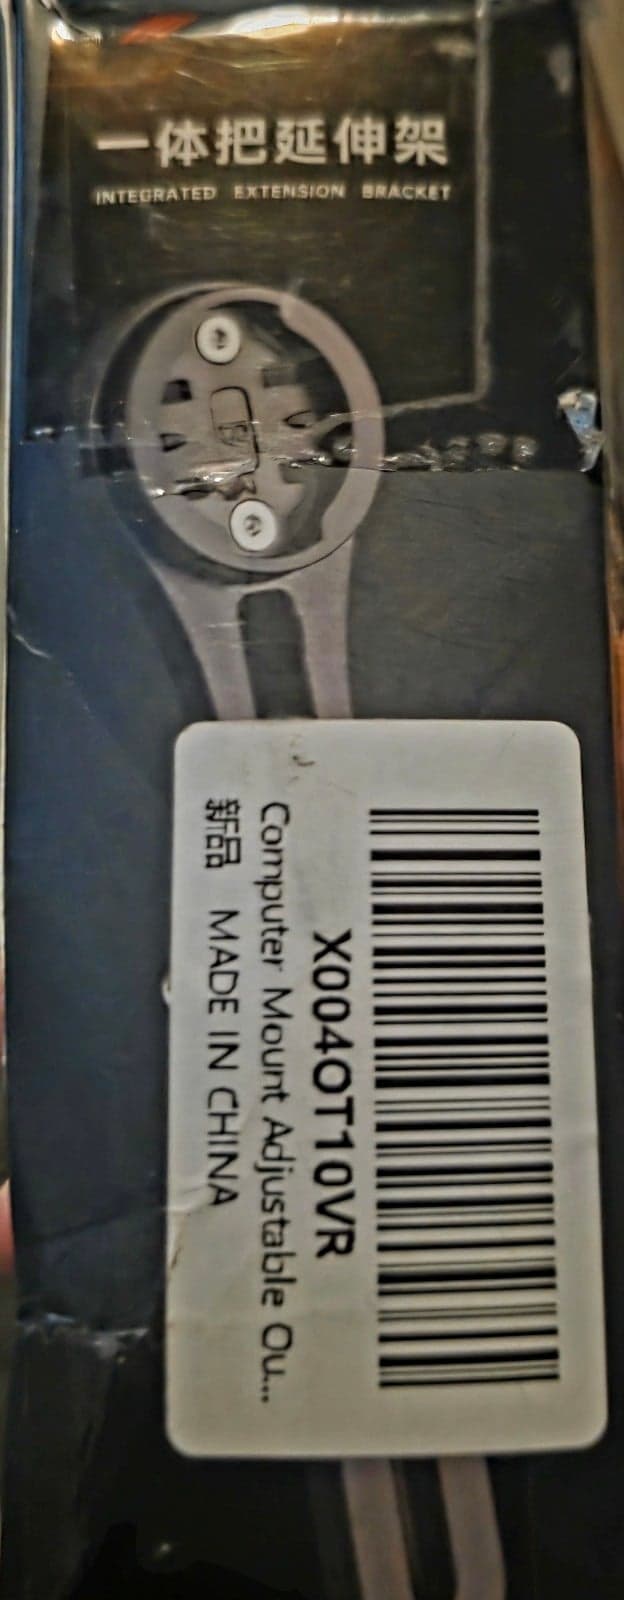 一体把延伸架
INTEGRATED EXTENSION BRACKET
X004OT10VR
Computer Mount Adjustable Ou...
新品 MADE IN CHINA